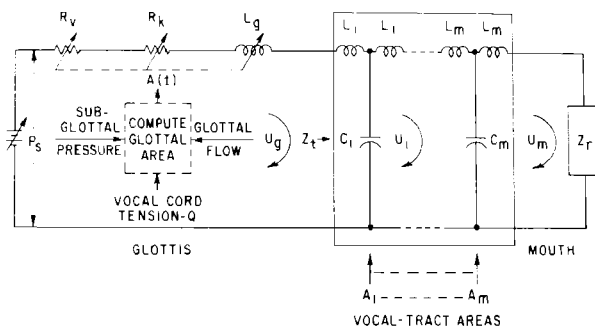 Rv Rk Lg L1 L1 Lm Lm
A(t)
SUB-
GLOTTAL
PRESSURE
COMPUTE
GLOTTAL
AREA
GLOTTAL
FLOW
Ps
Ug
Zt
C1
U1
Cm
Um
Zr
VOCAL CORD
TENSION-Q
GLOTTIS
MOUTH
A1 Am
VOCAL-TRACT AREAS